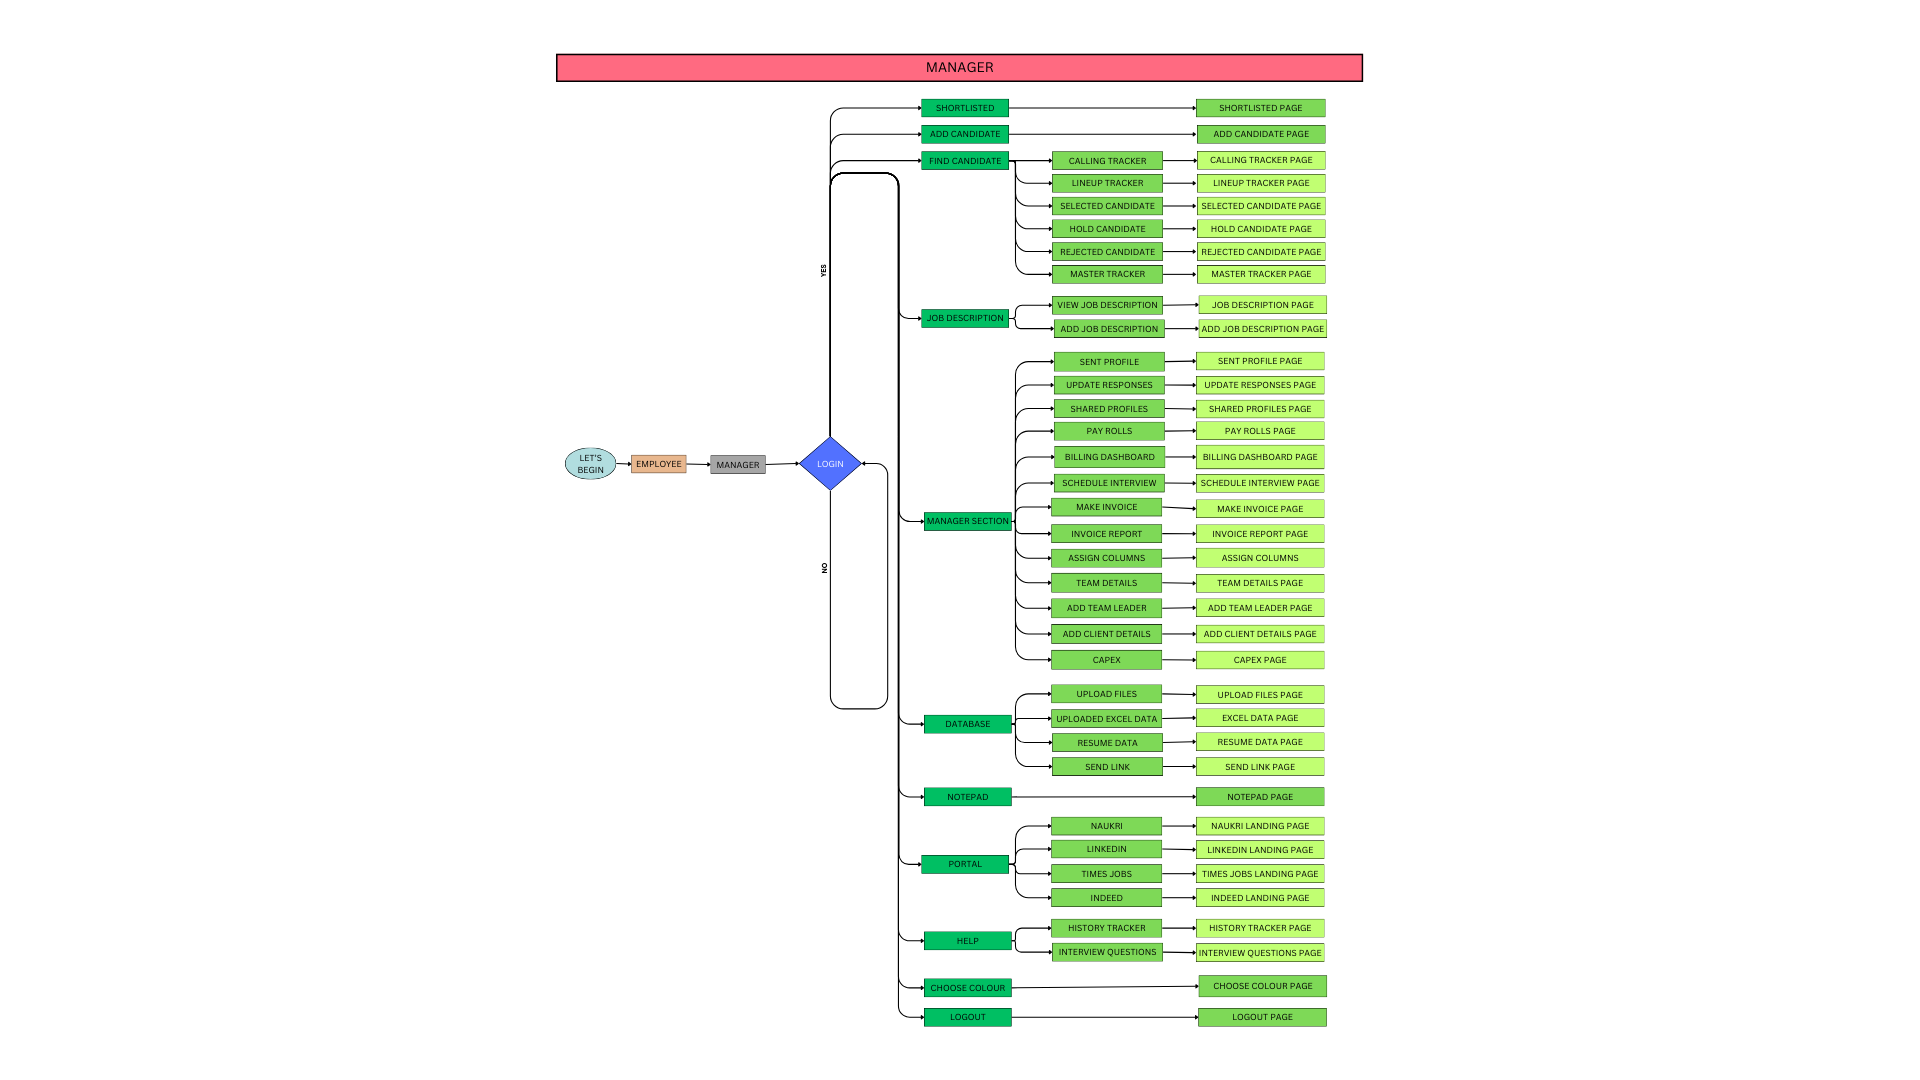 MANAGER
SHORTLISTED
SHORTLISTED PAGE
ADD CANDIDATE
ADD CANDIDATE PAGE
FIND CANDIDATE
CALLING TRACKER
CALLING TRACKER PAGE
LINEUP TRACKER
LINEUP TRACKER PAGE
SELECTED CANDIDATE
SELECTED CANDIDATE PAGE
HOLD CANDIDATE
HOLD CANDIDATE PAGE
REJECTED CANDIDATE
REJECTED CANDIDATE PAGE
MASTER TRACKER
MASTER TRACKER PAGE
YES
JOB DESCRIPTION
VIEW JOB DESCRIPTION
JOB DESCRIPTION PAGE
ADD JOB DESCRIPTION
ADD JOB DESCRIPTION PAGE
LET'S
BEGIN
EMPLOYEE
MANAGER
LOGIN
MANAGER SECTION
SENT PROFILE
SENT PROFILE PAGE
UPDATE RESPONSES
UPDATE RESPONSES PAGE
SHARED PROFILES
SHARED PROFILES PAGE
PAY ROLLS
PAY ROLLS PAGE
BILLING DASHBOARD
BILLING DASHBOARD PAGE
SCHEDULE INTERVIEW
SCHEDULE INTERVIEW PAGE
MAKE INVOICE
MAKE INVOICE PAGE
INVOICE REPORT
INVOICE REPORT PAGE
ASSIGN COLUMNS
ASSIGN COLUMNS
TEAM DETAILS
TEAM DETAILS PAGE
ADD TEAM LEADER
ADD TEAM LEADER PAGE
ADD CLIENT DETAILS
ADD CLIENT DETAILS PAGE
CAPEX
CAPEX PAGE
NO
DATABASE
UPLOAD FILES
UPLOAD FILES PAGE
UPLOADED EXCEL DATA
EXCEL DATA PAGE
RESUME DATA
RESUME DATA PAGE
SEND LINK
SEND LINK PAGE
NOTEPAD
NOTEPAD PAGE
PORTAL
NAUKRI
NAUKRI LANDING PAGE
LINKEDIN
LINKEDIN LANDING PAGE
TIMES JOBS
TIMES JOBS LANDING PAGE
INDEED
INDEED LANDING PAGE
HELP
HISTORY TRACKER
HISTORY TRACKER PAGE
INTERVIEW QUESTIONS
INTERVIEW QUESTIONS PAGE
CHOOSE COLOUR
CHOOSE COLOUR PAGE
LOGOUT
LOGOUT PAGE